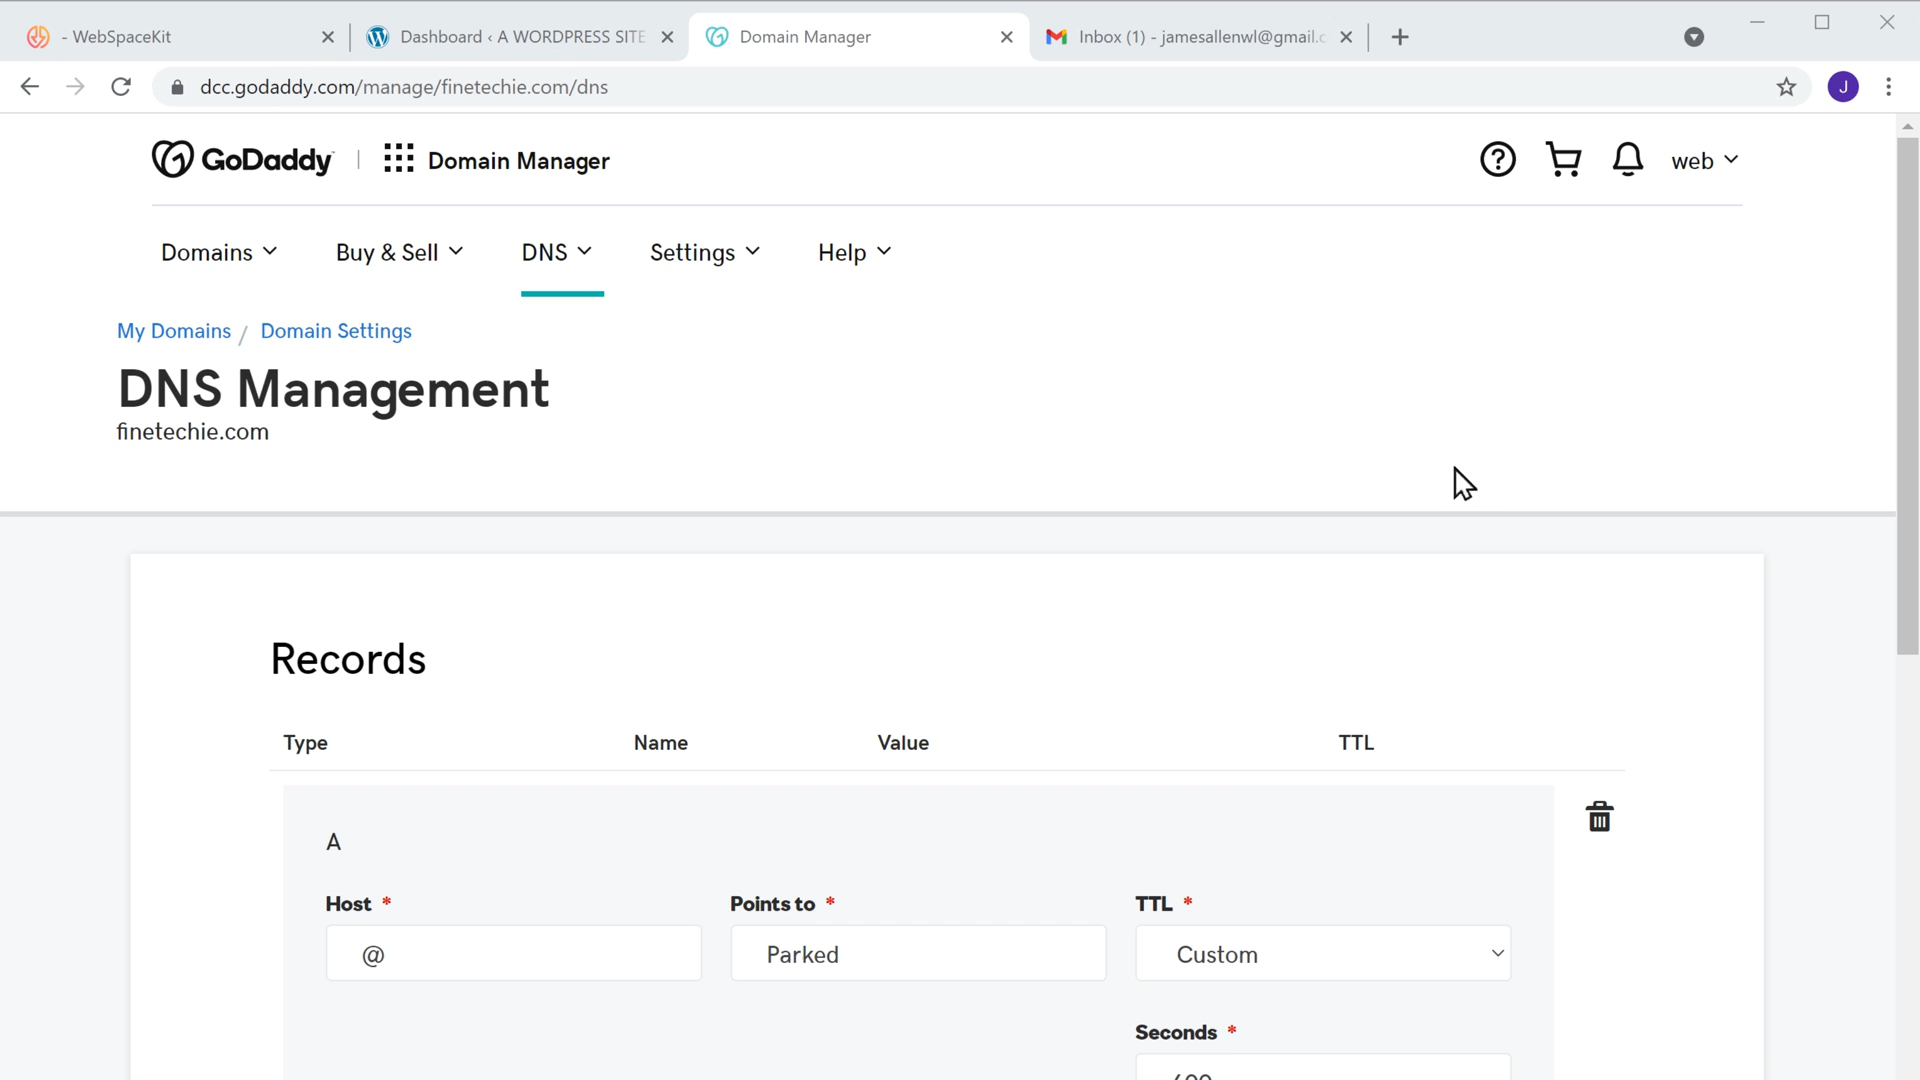 - WebSpaceKit
Dashboard ‹ A WORDPRESS SITE
Domain Manager
Inbox (1) - jamesallenwl@gmail.c
dcc.godaddy.com/manage/finetechie.com/dns
J
GoDaddy
Domain Manager
web
Domains
Buy & Sell
DNS
Settings
Help
My Domains / Domain Settings
DNS Management
finetechie.com
Records
Type Name Value TTL
A
Host * Points to * TTL *
@ Parked Custom
Seconds *